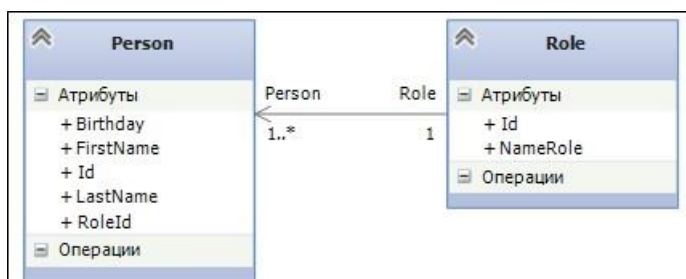 Person
Атрибуты
+ Birthday
+ FirstName
+ Id
+ LastName
+ RoleId
Операции
Person
Role
1..*
1
Role
Атрибуты
+ Id
+ NameRole
Операции